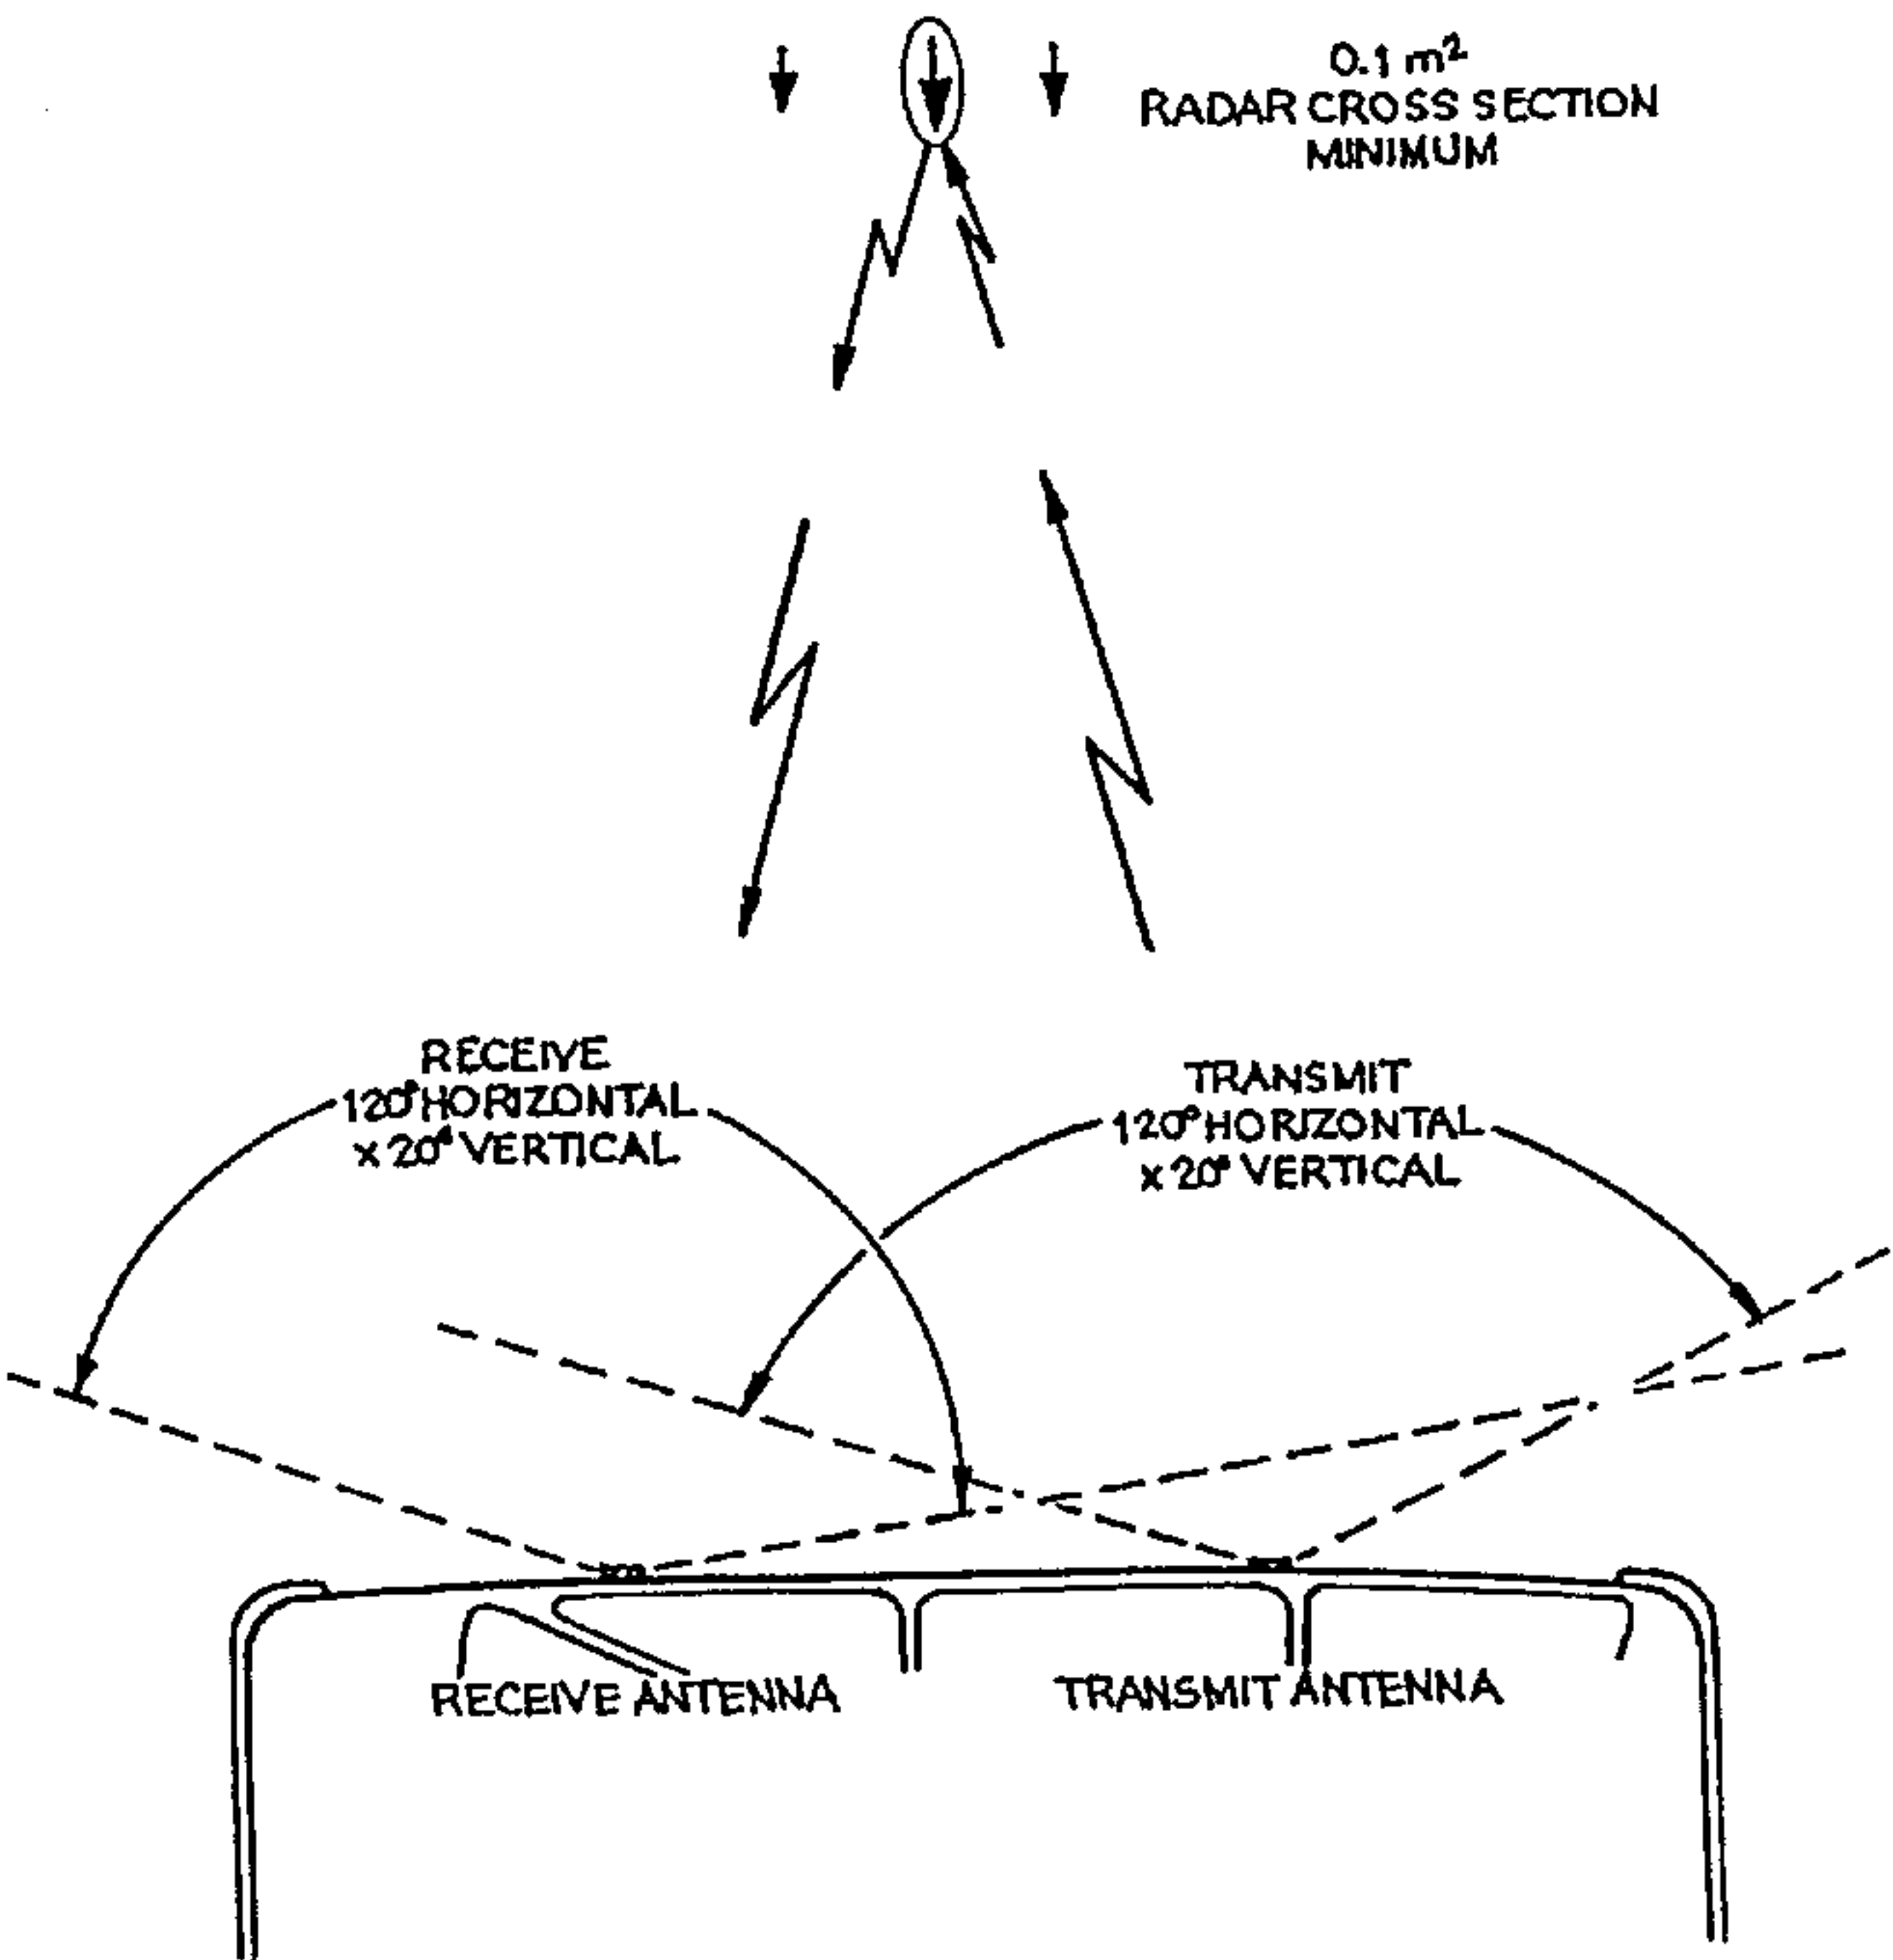 0.1 m²
RADAR CROSS SECTION
MINIMUM
RECEIVE
120° HORIZONTAL
x 20° VERTICAL
TRANSMIT
120° HORIZONTAL
x 20° VERTICAL
RECEIVE ANTENNA
TRANSMIT ANTENNA